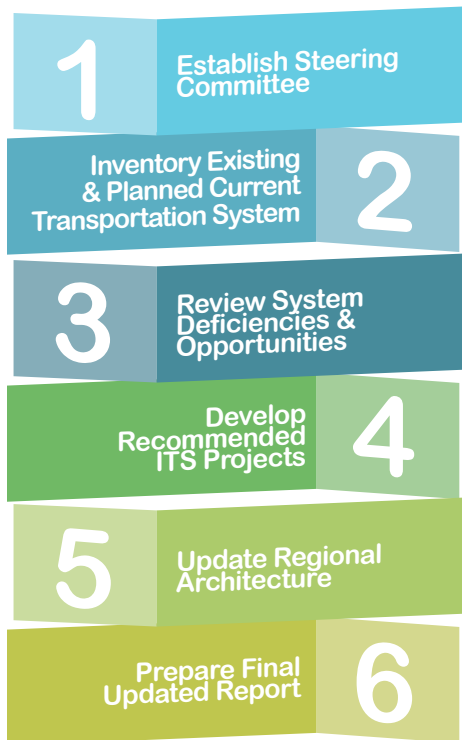 1
Establish Steering
Committee
Inventory Existing
& Planned Current
Transportation System
2
3
Review System
Deficiencies &
Opportunities
Develop
Recommended
ITS Projects
4
5
Update Regional
Architecture
Prepare Final
Updated Report
6